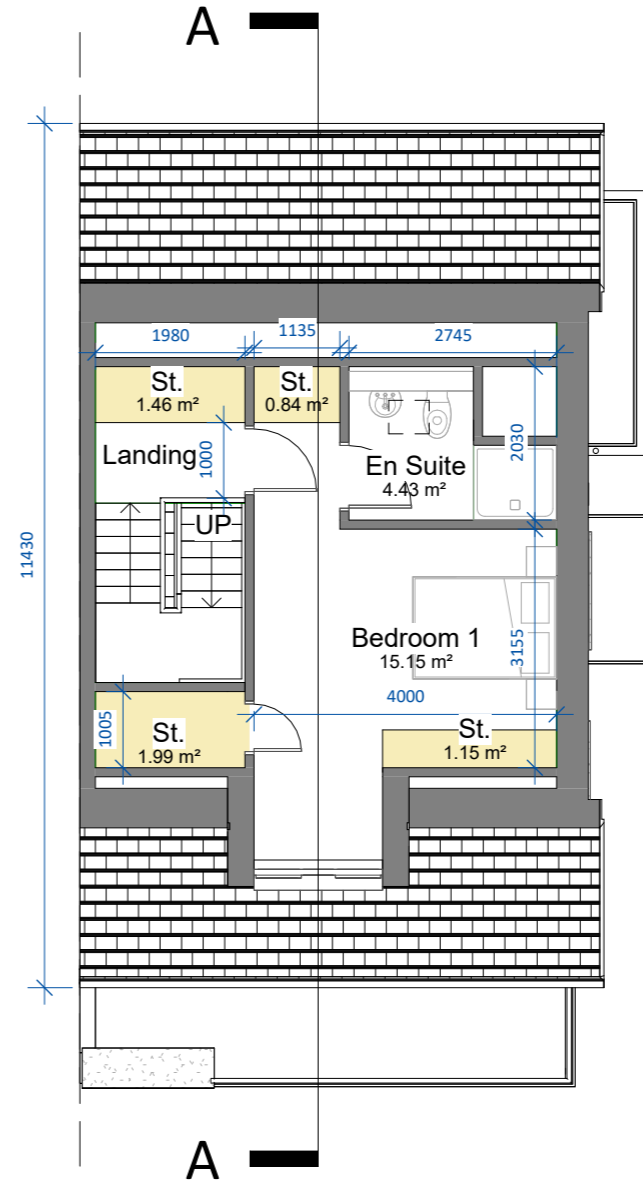 A
1980
1135
2745
St.
1.46 m²
St.
0.84 m²
Landing
1000
En Suite
4.43 m²
2030
UP
11430
Bedroom 1
15.15 m²
3155
4000
1005
St.
1.99 m²
St.
1.15 m²
A